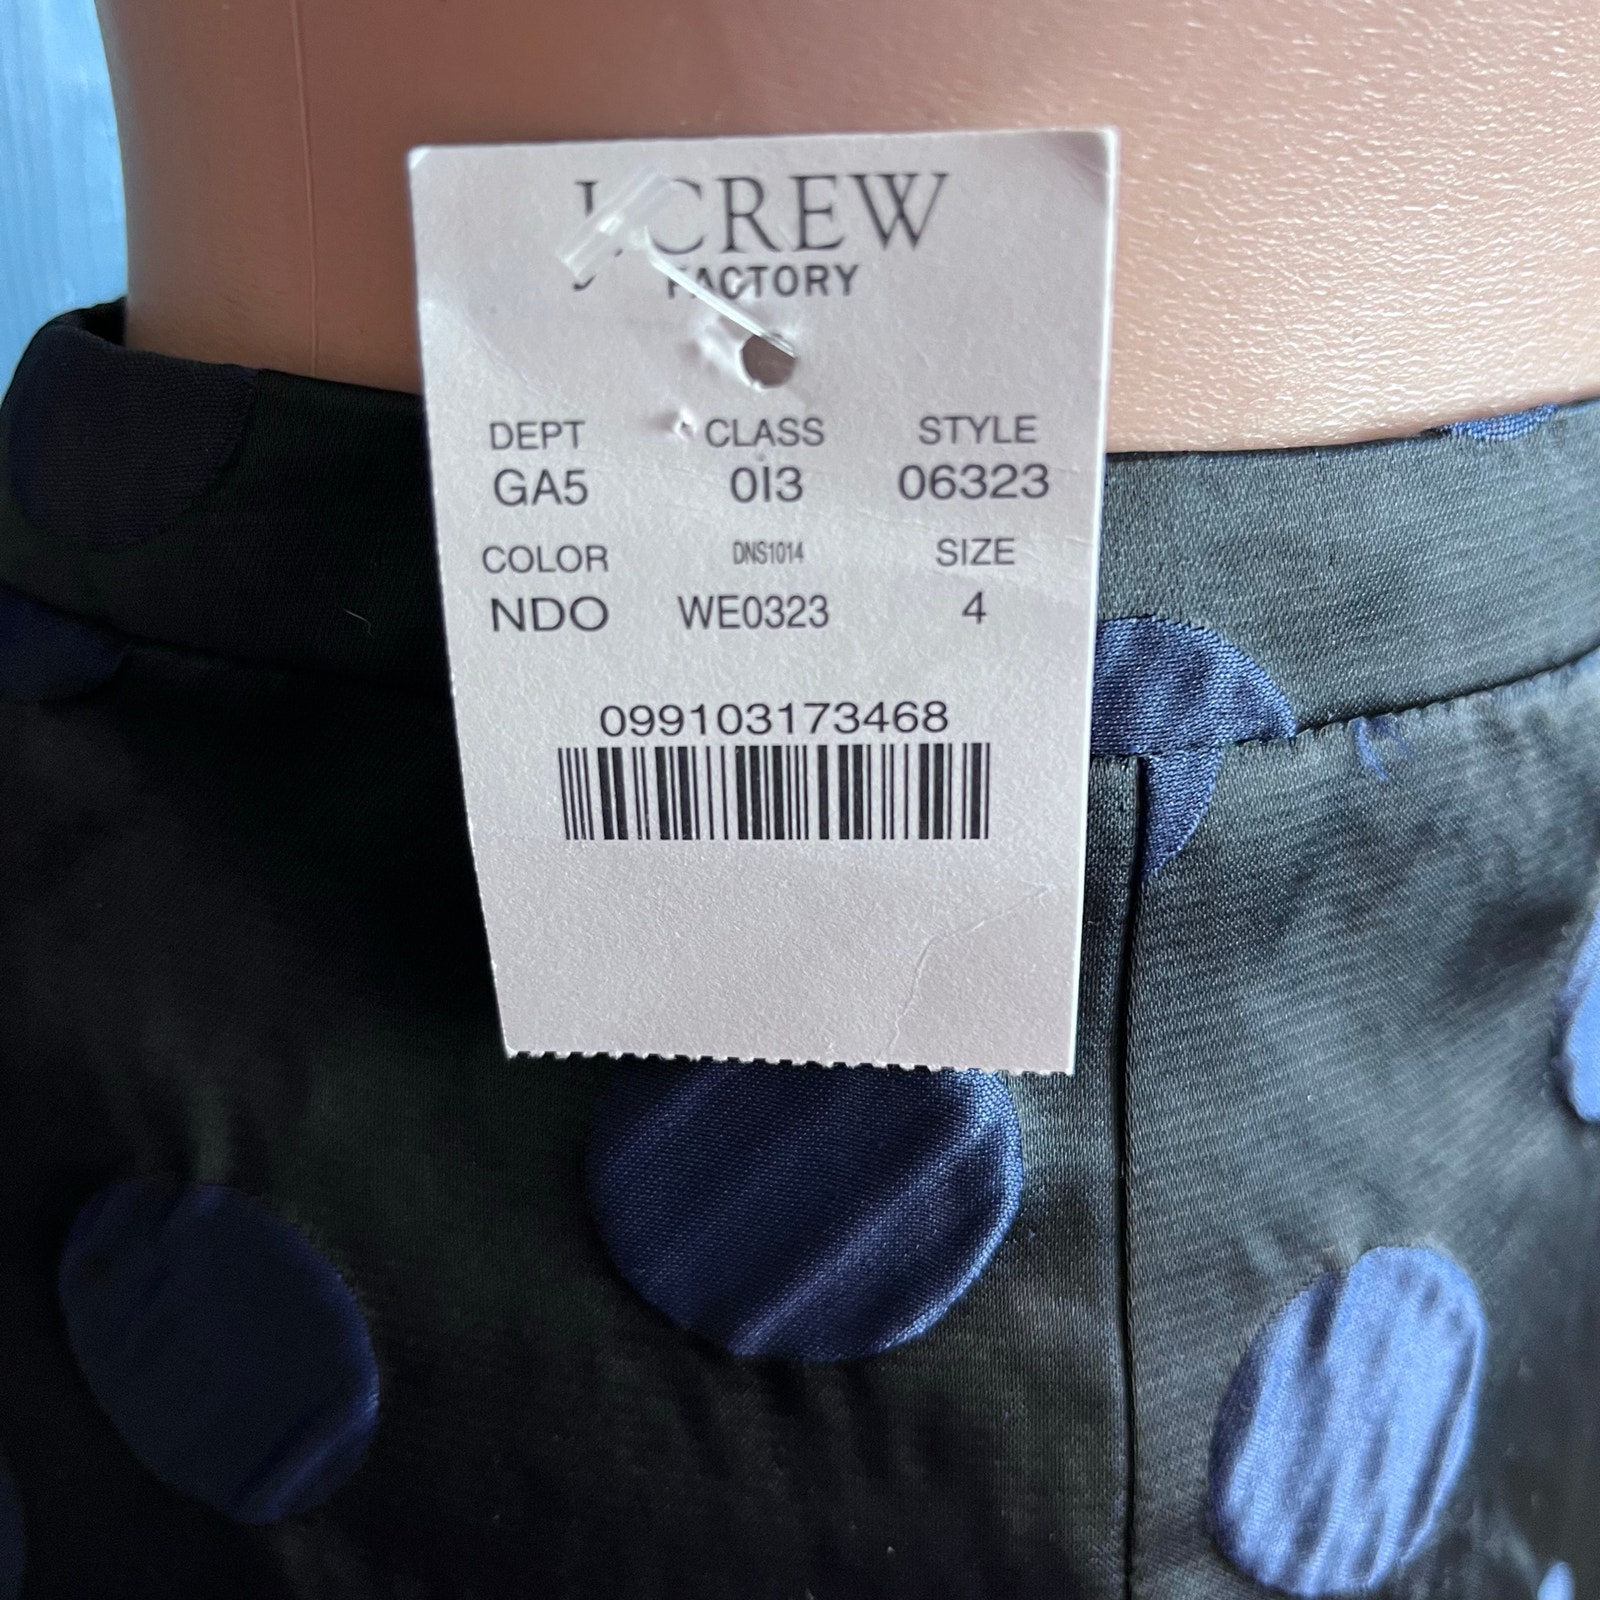 J.CREW
FACTORY
DEPT CLASS STYLE
GA5 013 06323
COLOR DNS1014 SIZE
NDO WE0323 4
099103173468